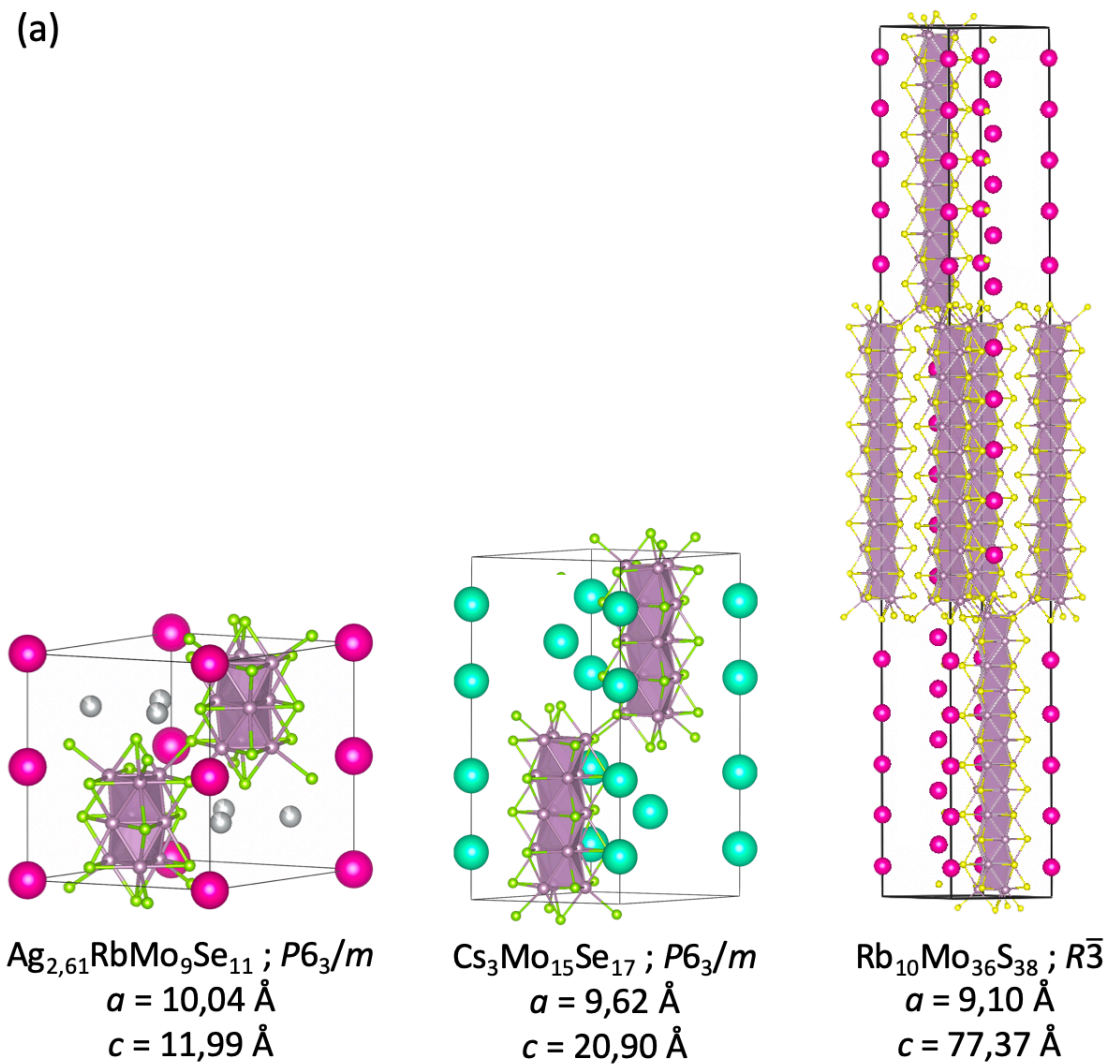 (a)
Ag₂,₆₁RbMo₉Se₁₁ ; P6₃/m
a = 10,04 Å
c = 11,99 Å
Cs₃Mo₁₅Se₁₇ ; P6₃/m
a = 9,62 Å
c = 20,90 Å
Rb₁₀Mo₃₆S₃₈ ; R3̅
a = 9,10 Å
c = 77,37 Å